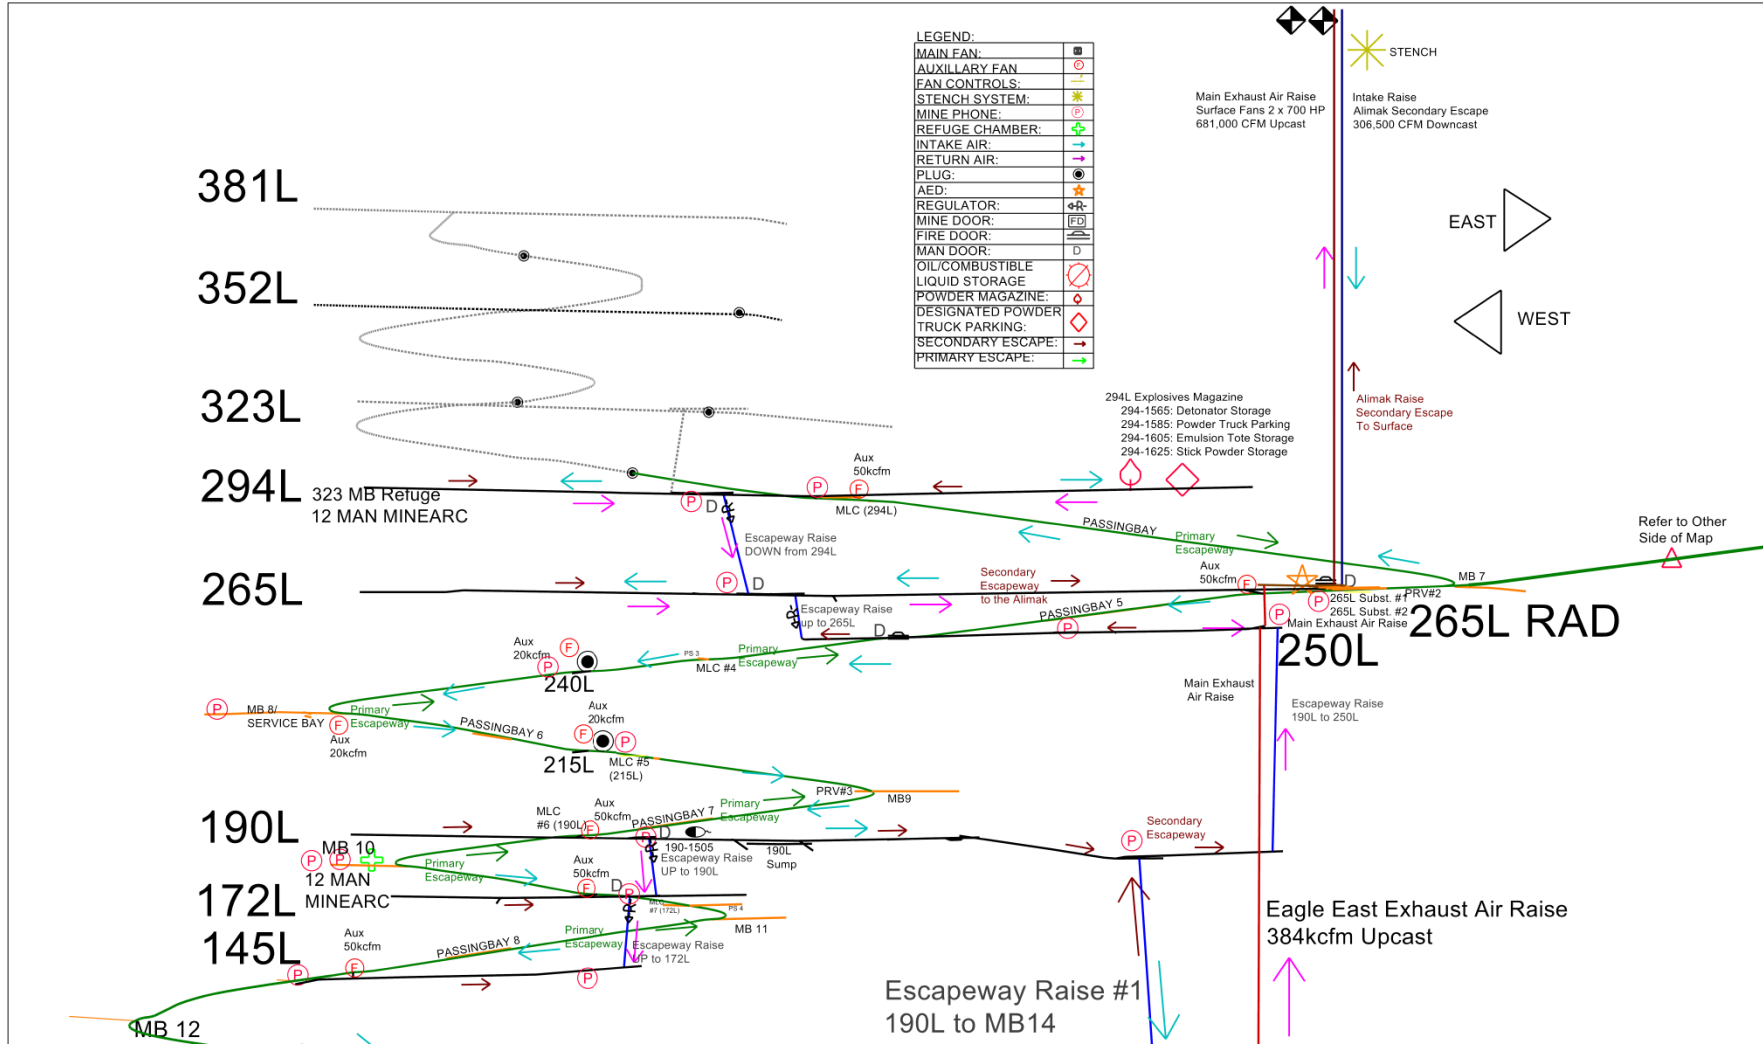 LEGEND:
MAIN FAN:
AUXILLARY FAN
F
FAN CONTROLS:
STENCH SYSTEM:
MINE PHONE:
P
REFUGE CHAMBER:
INTAKE AIR:
RETURN AIR:
PLUG:
AED:
REGULATOR:
R
MINE DOOR:
FD
FIRE DOOR:
MAN DOOR:
D
OIL/COMBUSTIBLE
LIQUID STORAGE
POWDER MAGAZINE:
DESIGNATED POWDER
TRUCK PARKING:
SECONDARY ESCAPE:
PRIMARY ESCAPE:
STENCH
Main Exhaust Air Raise
Surface Fans 2 x 700 HP
681,000 CFM Upcast
Intake Raise
Alimak Secondary Escape
306,500 CFM Downcast
EAST
WEST
Alimak Raise
Secondary Escape
To Surface
381L
352L
323L
294L Explosives Magazine
294-1565: Detonator Storage
294-1585: Powder Truck Parking
294-1605: Emulsion Tote Storage
294-1625: Stick Powder Storage
294L
323 MB Refuge
12 MAN MINEARC
P
D
R
P
Aux
50kcfm
F
MLC (294L)
PASSINGBAY
Primary
Escapeway
Escapeway Raise
DOWN from 294L
Refer to Other
Side of Map
265L
P
D
Secondary
Escapeway
to the Alimak
Aux
50kcfm
F
D
MB 7
PRV#2
265L Subst. #1
265L Subst. #2
Main Exhaust Air Raise
P
P
265L RAD
250L
R
Escapeway Raise
up to 265L
PASSINGBAY 5
D
P
Aux
20kcfm
F
P
240L
PS 3
MLC #4
Primary
Escapeway
Main Exhaust
Air Raise
Escapeway Raise
190L to 250L
P
MB 8/
SERVICE BAY
F
Aux
20kcfm
Primary
Escapeway
PASSINGBAY 6
Aux
20kcfm
F
P
215L
MLC #5
(215L)
PRV#3
MB9
190L
MLC
#6 (190L)
Aux
50kcfm
F
PASSINGBAY 7
Primary
Escapeway
P
D
190-1505
190L
Sump
R
Escapeway Raise
UP to 190L
P
Secondary
Escapeway
MB 10
P
P
12 MAN
MINEARC
Primary
Escapeway
Aux
50kcfm
F
D
P
172L
R
MLC
#7 (172L)
PS 4
MB 11
145L
Aux
50kcfm
F
P
PASSINGBAY 8
Primary
Escapeway
Escapeway Raise
UP to 172L
P
MB 12
Eagle East Exhaust Air Raise
384kcfm Upcast
Escapeway Raise #1
190L to MB14